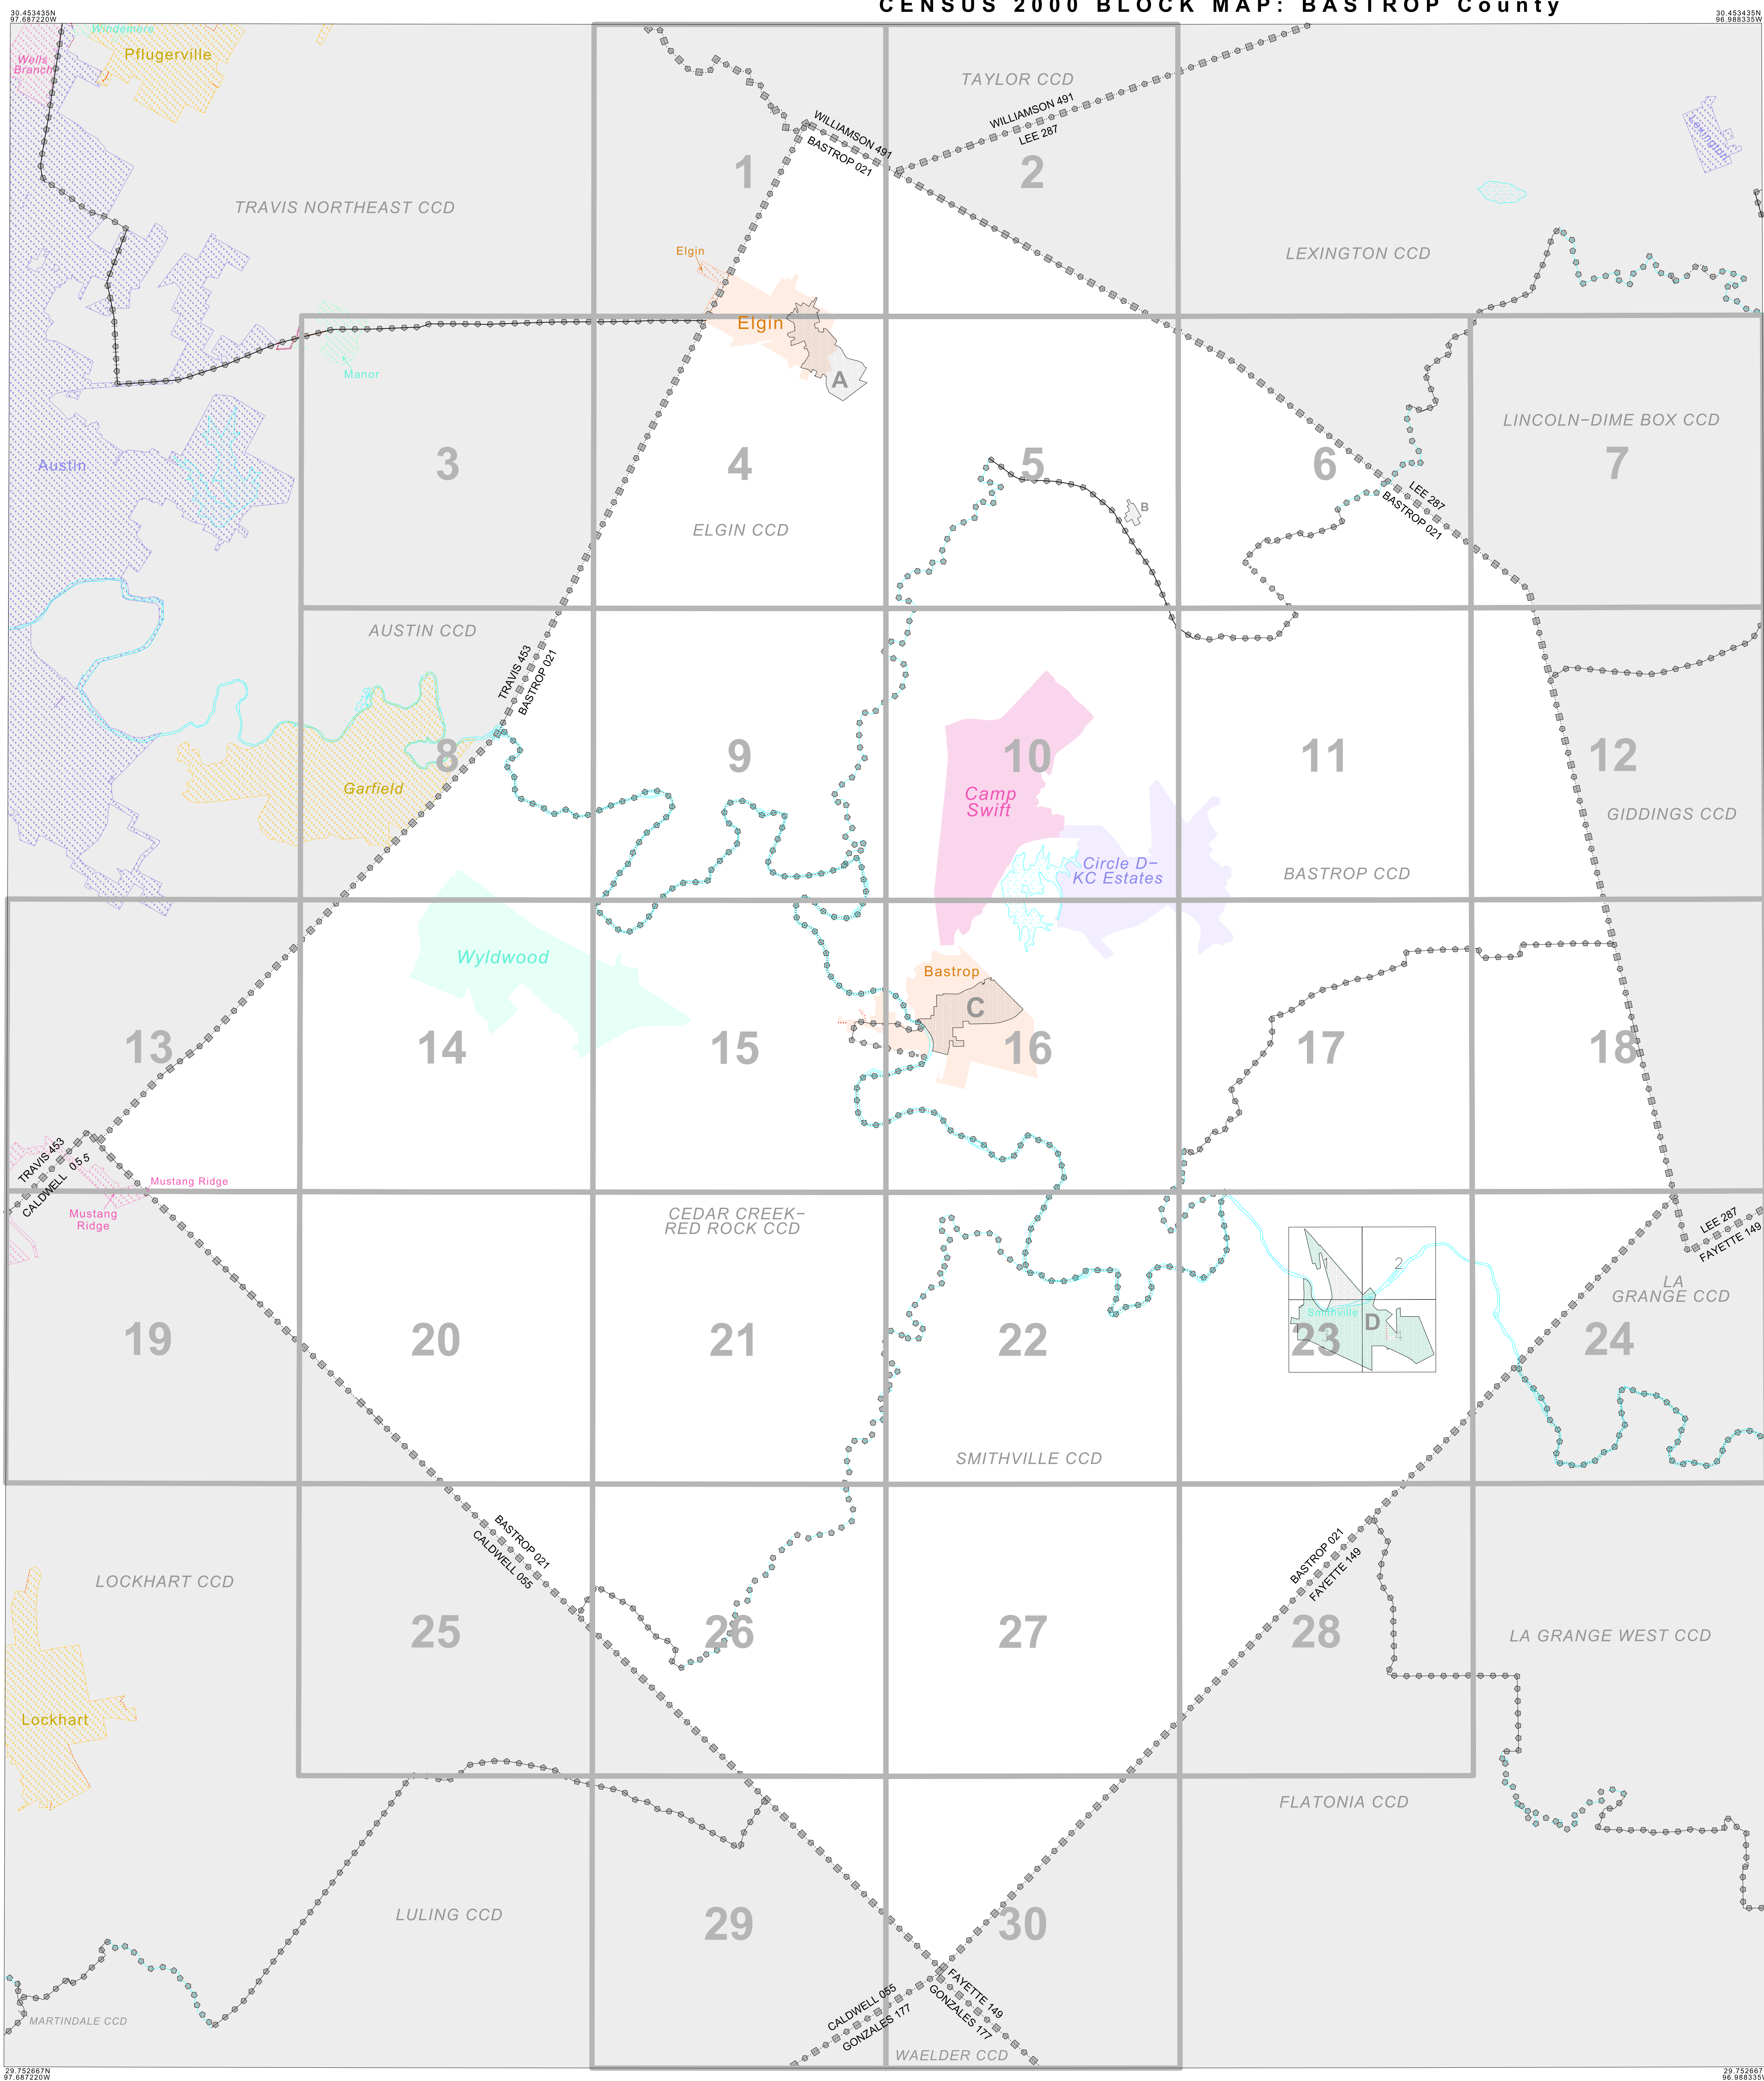 CENSUS 2000 BLOCK MAP: BASTROP County
30.453435N
97.687220W
30.453435N
96.988335W
Windemere
Wells
Branch
Pflugerville
TAYLOR CCD
WILLIAMSON 491
LEE 287
WILLIAMSON 491
BASTROP 021
Lexington
1
2
TRAVIS NORTHEAST CCD
LEXINGTON CCD
Elgin
Elgin
Manor
A
LINCOLN-DIME BOX CCD
Austin
3
4
5
6
7
LEE 287
BASTROP 021
B
ELGIN CCD
AUSTIN CCD
TRAVIS 453
BASTROP 021
8
9
10
11
12
Garfield
Camp
Swift
GIDDINGS CCD
Circle D-
KC Estates
BASTROP CCD
Wyldwood
Bastrop
C
13
14
15
16
17
18
TRAVIS 453
CALDWELL 055
Mustang Ridge
Mustang
Ridge
CEDAR CREEK-
RED ROCK CCD
LEE 287
FAYETTE 149
1
2
LA
GRANGE CCD
Smithville
D
3
4
19
20
21
22
23
24
SMITHVILLE CCD
BASTROP 021
CALDWELL 055
BASTROP 021
FAYETTE 149
LOCKHART CCD
25
26
27
28
LA GRANGE WEST CCD
Lockhart
FLATONIA CCD
LULING CCD
29
30
CALDWELL 055
GONZALES 177
FAYETTE 149
GONZALES 177
MARTINDALE CCD
WAELDER CCD
29.752667N
97.687220W
29.752667
96.988335W